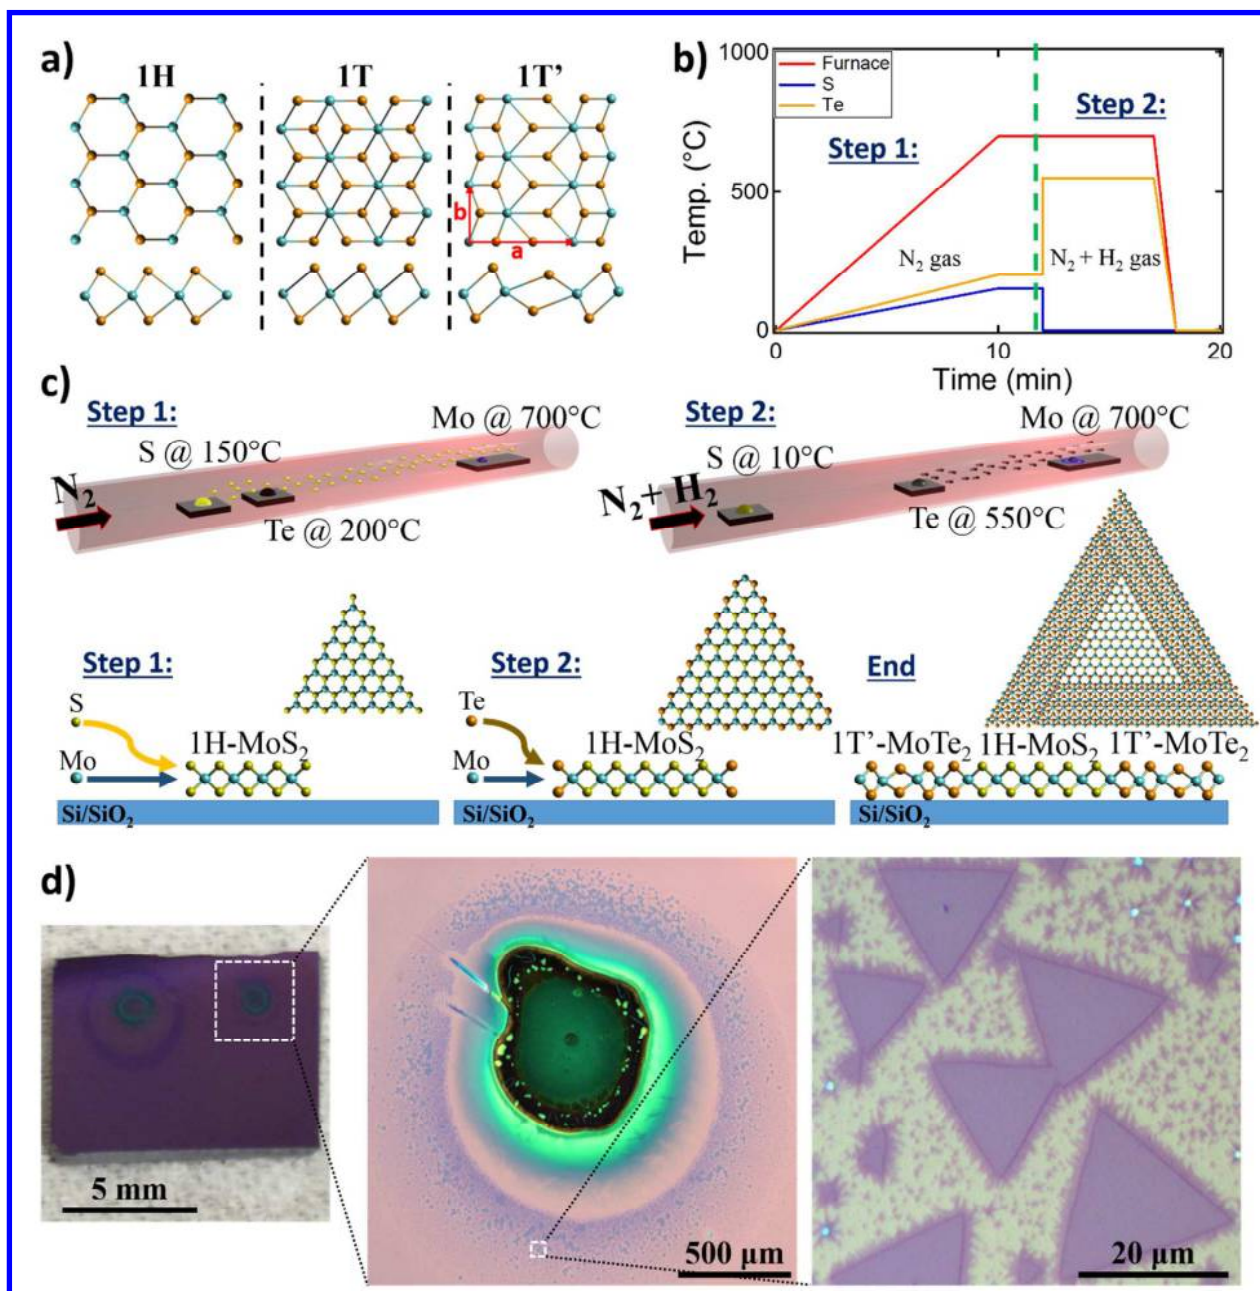 a)
1H
1T
1T'
b
a
b)
Temp. (°C)
1000
500
0
Furnace
S
Te
Step 1:
Step 2:
N2 gas
N2 + H2 gas
0
10
20
Time (min)
c)
Step 1:
S @ 150°C
Mo @ 700°C
N2
Te @ 200°C
Step 2:
S @ 10°C
Mo @ 700°C
N2+ H2
Te @ 550°C
Step 1:
S
Mo
1H-MoS2
Si/SiO2
Step 2:
Te
Mo
1H-MoS2
Si/SiO2
End
1T'-MoTe2 1H-MoS2 1T'-MoTe2
Si/SiO2
d)
5 mm
500 μm
20 μm